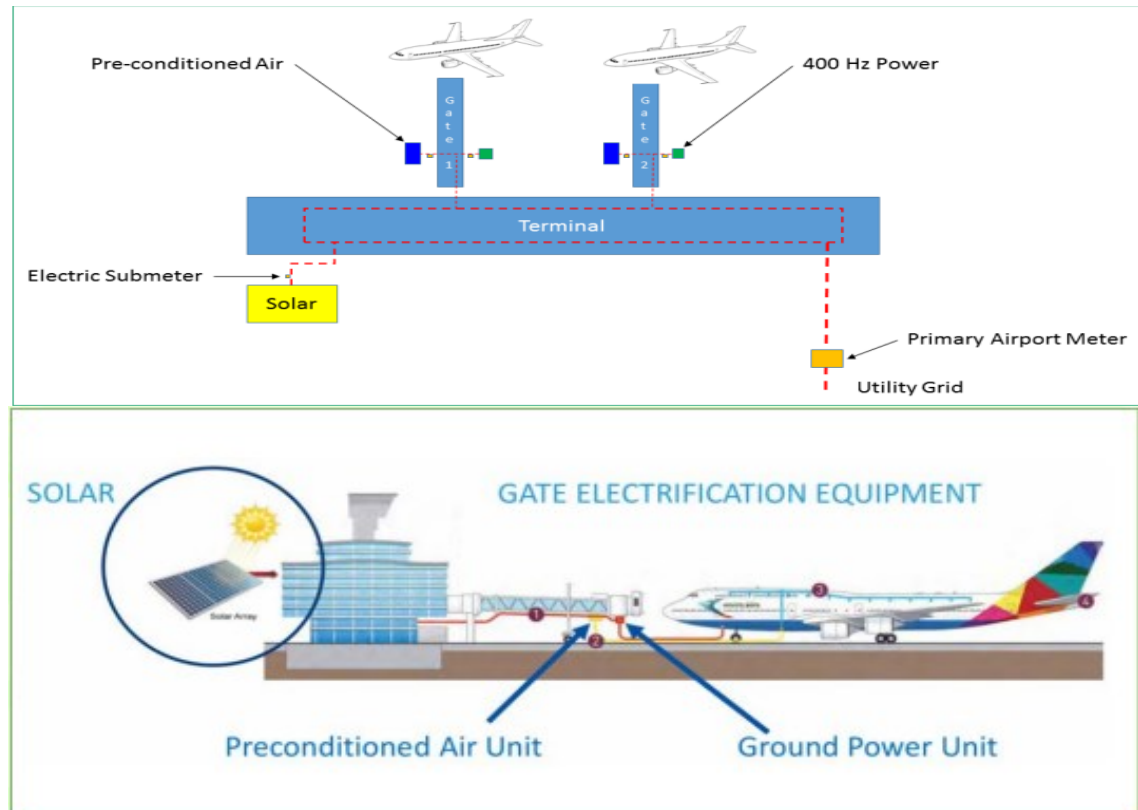 Pre-conditioned Air
400 Hz Power
Gate 1
Gate 2
Terminal
Electric Submeter
Solar
Primary Airport Meter
Utility Grid
SOLAR
GATE ELECTRIFICATION EQUIPMENT
Solar Array
1
2
3
4
Preconditioned Air Unit
Ground Power Unit